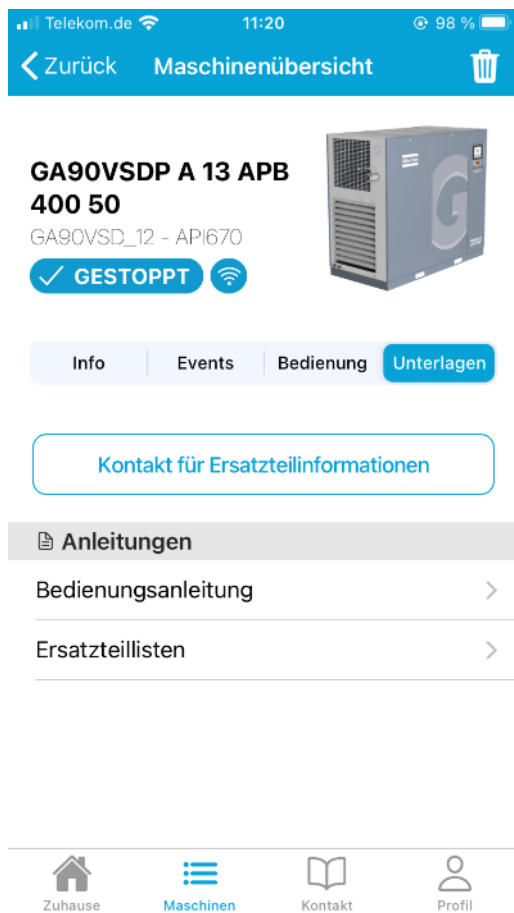 Telekom.de 11:20 98 %
Zurück Maschinenübersicht
GA90VSDP A 13 APB
400 50
GA90VSD_12 - API670
GESTOPPT
G
Info Events Bedienung Unterlagen
Kontakt für Ersatzteilinformationen
Anleitungen
Bedienungsanleitung
Ersatzteillisten
Zuhause Maschinen Kontakt Profil